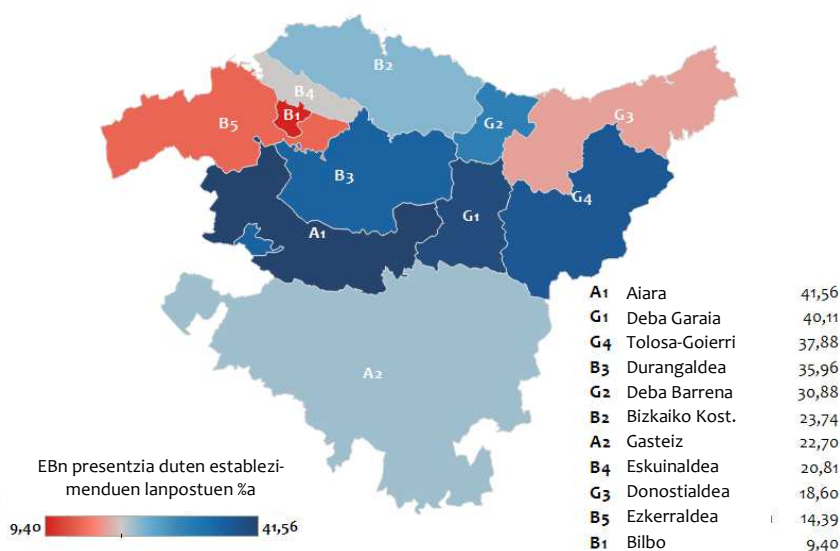 B2
B4
B1
B5
G2
G3
B3
G4
G1
A1
A2
A1 Aiara 41,56
G1 Deba Garaia 40,11
G4 Tolosa-Goierri 37,88
B3 Durangaldea 35,96
G2 Deba Barrena 30,88
B2 Bizkaiko Kost. 23,74
A2 Gasteiz 22,70
B4 Eskuinaldea 20,81
G3 Donostialdea 18,60
B5 Ezkerraldea 14,39
B1 Bilbo 9,40
EBn presentzia duten establezi-
menduen lanpostuen %a
9,40 41,56